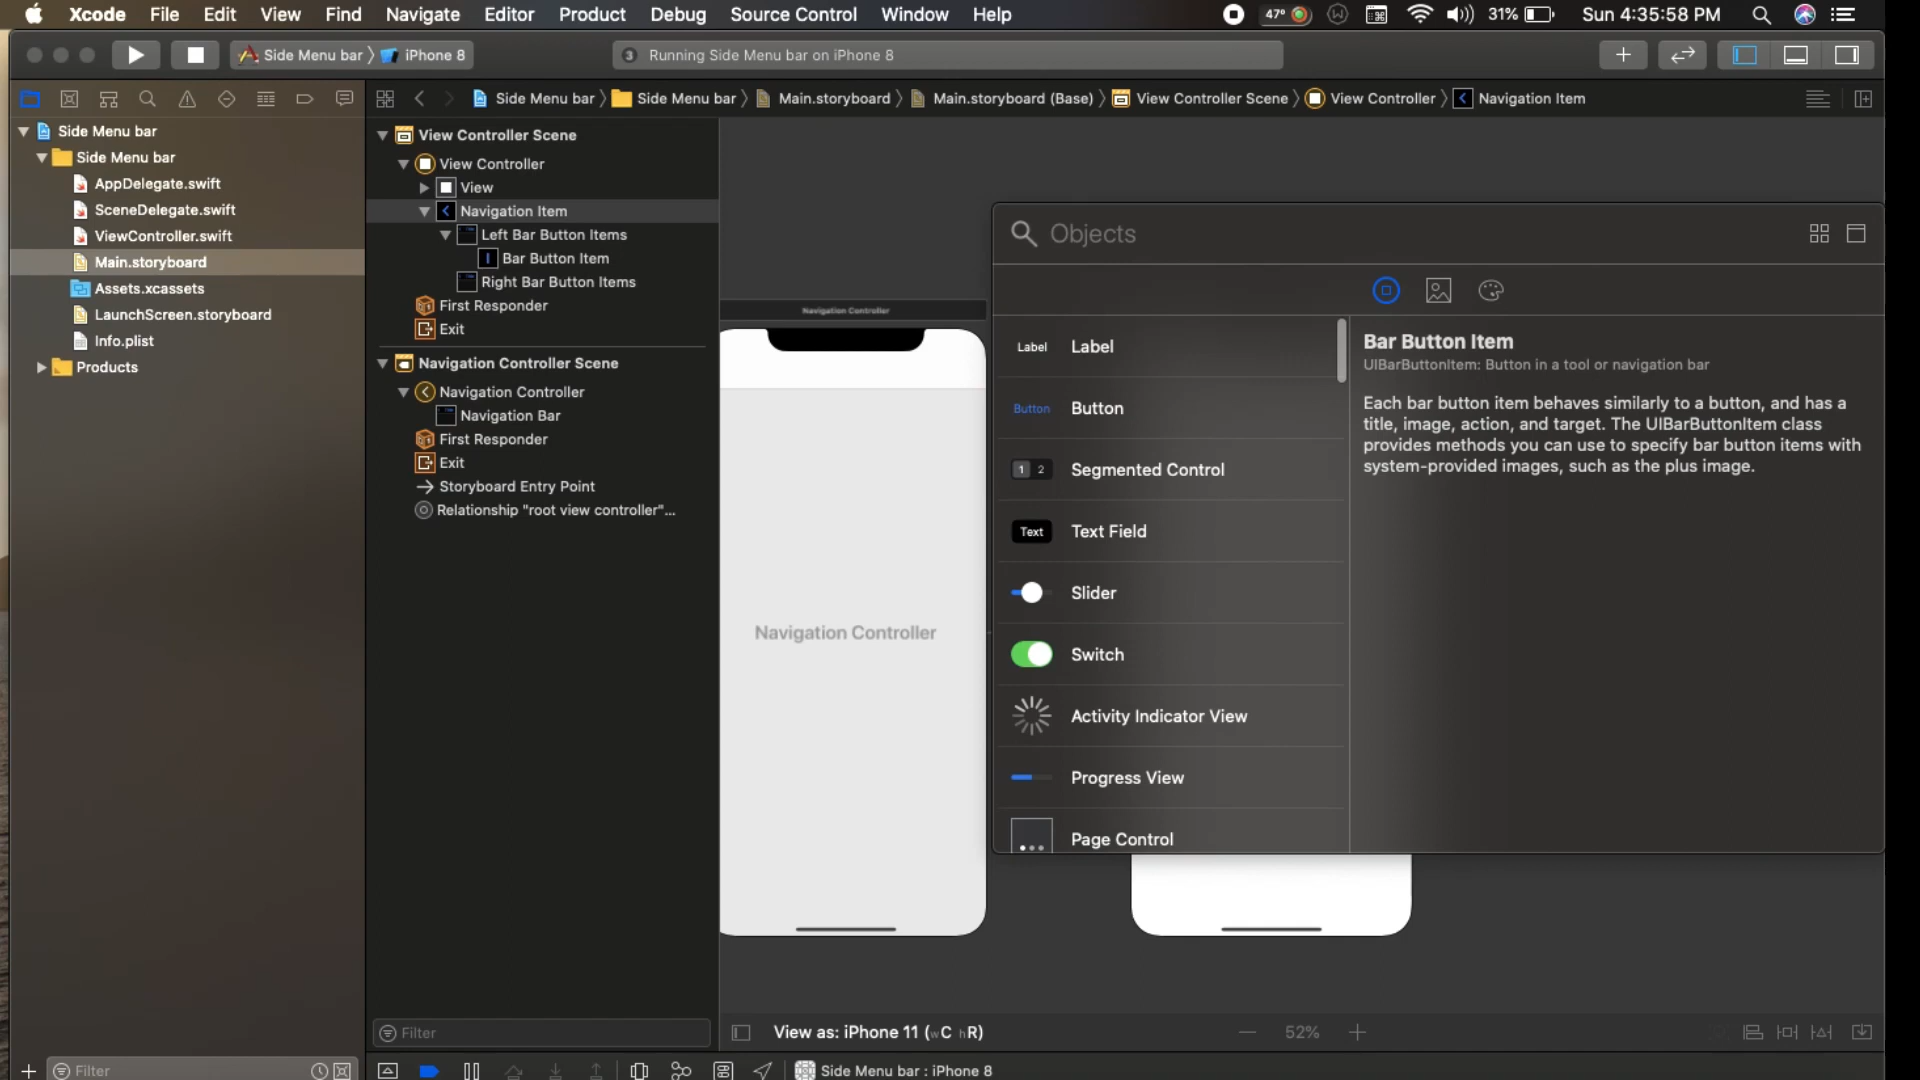 Xcode File Edit View Find Navigate Editor Product Debug Source Control Window Help 47° 31% Sun 4:35:58 PM
Side Menu bar iPhone 8 3 Running Side Menu bar on iPhone 8
Side Menu bar Side Menu bar Main.storyboard Main.storyboard (Base) View Controller Scene View Controller Navigation Item
Side Menu bar
Side Menu bar
AppDelegate.swift
SceneDelegate.swift
ViewController.swift
Main.storyboard
Assets.xcassets
LaunchScreen.storyboard
Info.plist
Products
Filter
View Controller Scene
View Controller
View
Navigation Item
Left Bar Button Items
Bar Button Item
Right Bar Button Items
First Responder
Exit
Navigation Controller Scene
Navigation Controller
Navigation Bar
First Responder
Exit
Storyboard Entry Point
Relationship "root view controller"...
Filter
Navigation Controller
Navigation Controller
Objects
Label Label
Button Button
1 2 Segmented Control
Text Text Field
Slider
Switch
Activity Indicator View
Progress View
Page Control
Bar Button Item
UIBarButtonItem: Button in a tool or navigation bar
Each bar button item behaves similarly to a button, and has a
title, image, action, and target. The UIBarButtonItem class
provides methods you can use to specify bar button items with
system-provided images, such as the plus image.
View as: iPhone 11 (wC hR) 52%
Side Menu bar : iPhone 8